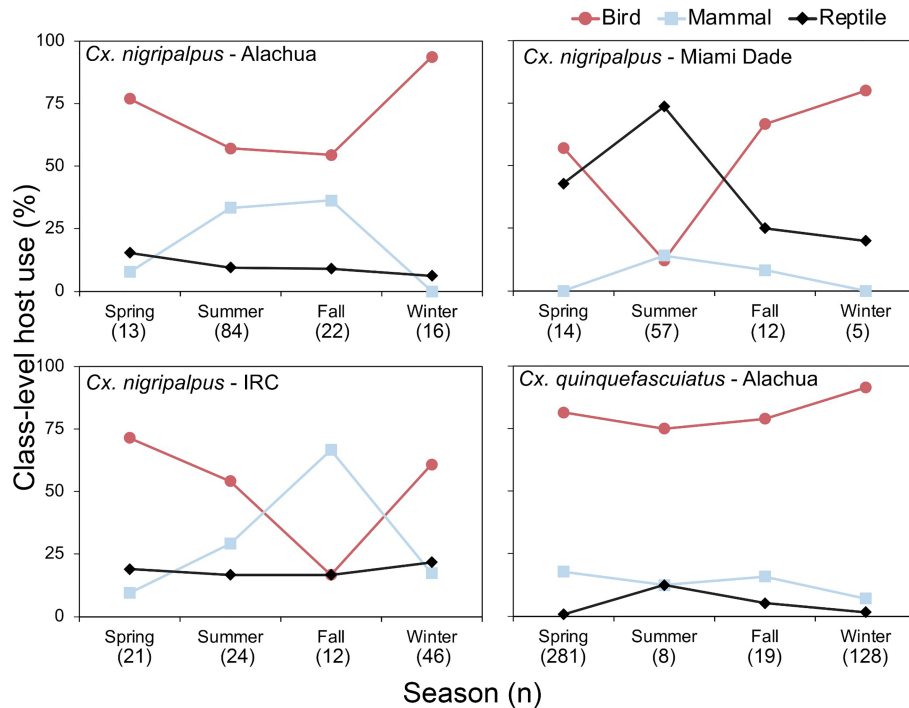 Bird Mammal Reptile
Class-level host use (%)
Cx. nigripalpus - Alachua
100
75
50
25
0
Spring Summer Fall Winter
(13) (84) (22) (16)
Cx. nigripalpus - Miami Dade
Spring Summer Fall Winter
(14) (57) (12) (5)
Cx. nigripalpus - IRC
100
75
50
25
0
Spring Summer Fall Winter
(21) (24) (12) (46)
Cx. quinquefascuiatus - Alachua
Spring Summer Fall Winter
(281) (8) (19) (128)
Season (n)